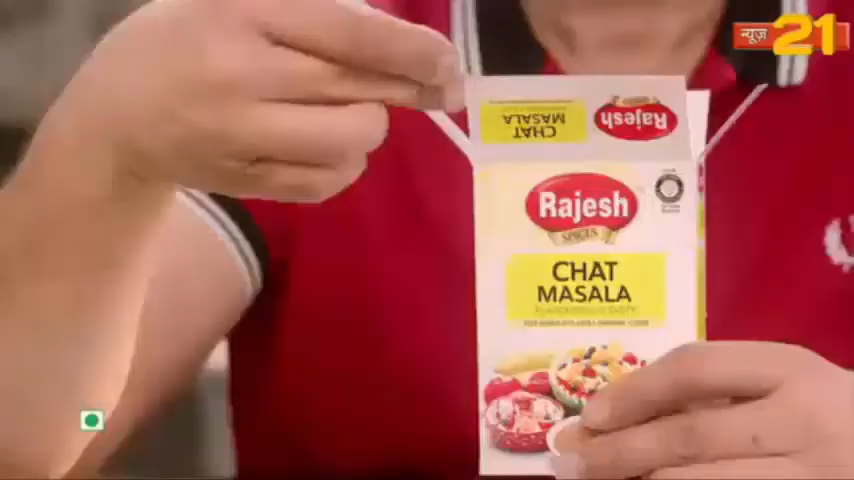 न्यूज़ 21
CHAT
MASALA
Rajesh
Rajesh
SPICES
CHAT
MASALA